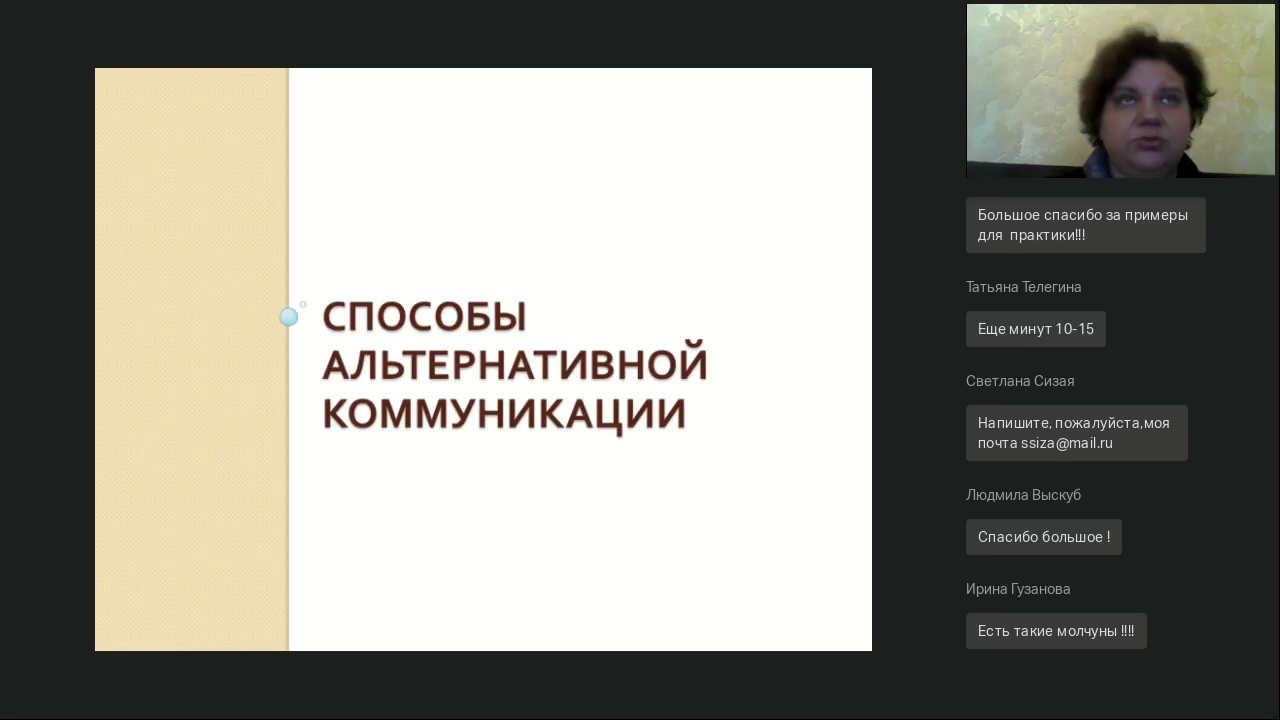 СПОСОБЫ
АЛЬТЕРНАТИВНОЙ
КОММУНИКАЦИИ
Большое спасибо за примеры
для  практики!!!
Татьяна Телегина
Еще минут 10-15
Светлана Сизая
Напишите, пожалуйста,моя
почта ssiza@mail.ru
Людмила Выскуб
Спасибо большое !
Ирина Гузанова
Есть такие молчуны !!!!